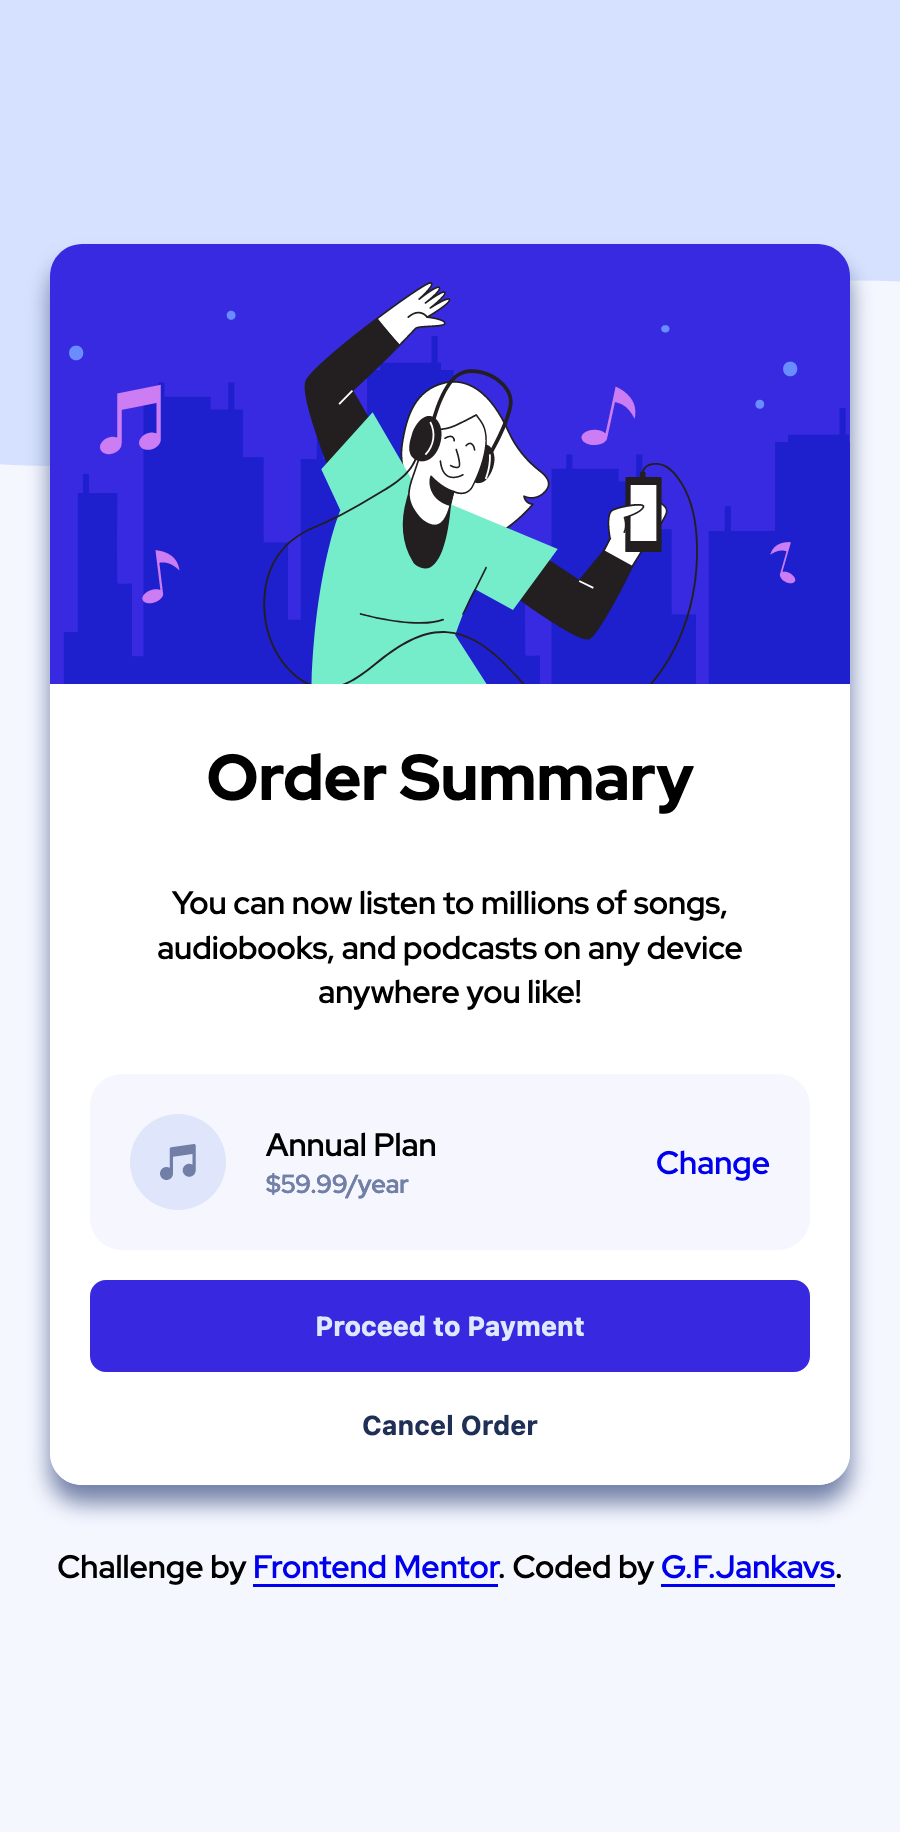 Order Summary
You can now listen to millions of songs,
audiobooks, and podcasts on any device
anywhere you like!
Annual Plan
$59.99/year
Change
Proceed to Payment
Cancel Order
Challenge by Frontend Mentor. Coded by G.F.Jankavs.